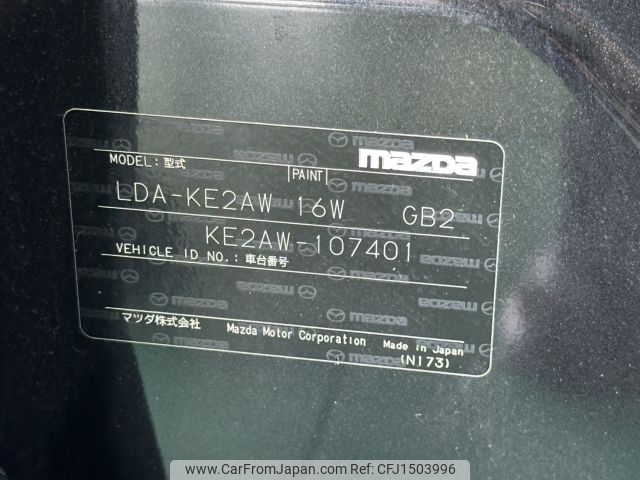 mazda
MODEL: 型式
PAINT
LDA-KE2AW 16W GB2
KE2AW-107401
VEHICLE ID NO.: 車台番号
マツダ株式会社 Mazda Motor Corporation Made in Japan
(N173)
www.CarFromJapan.com | Ref. No: CFJ1503996